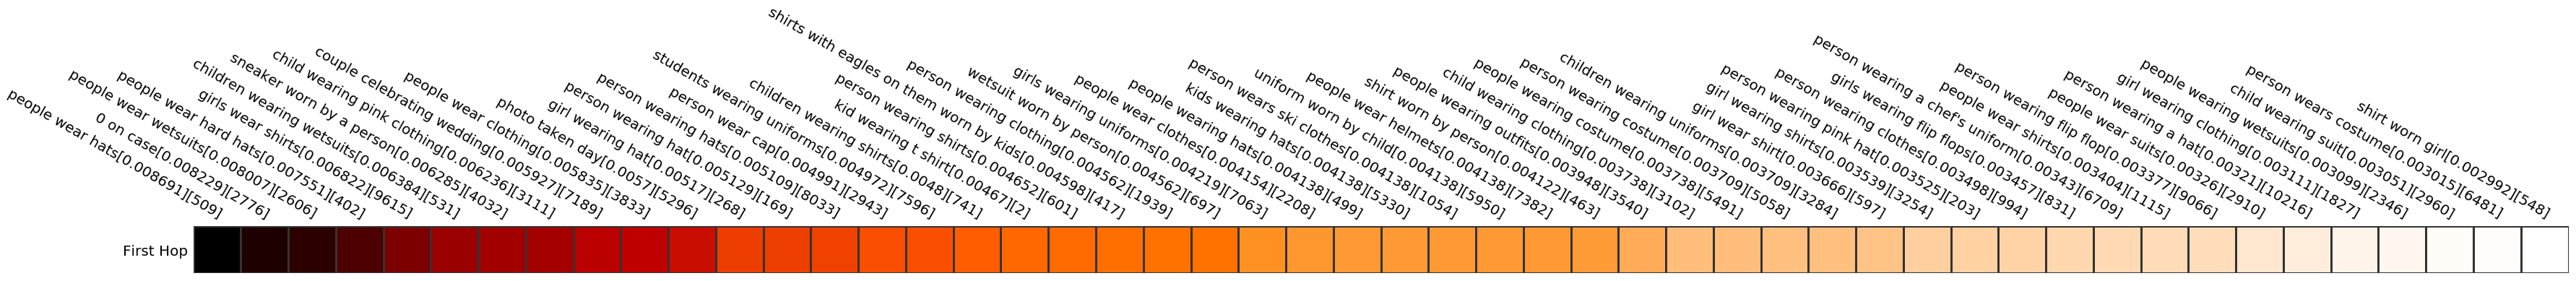 people wear hats[0.008691][509]
0 on case[0.008229][2776]
people wear wetsuits[0.008007][2606]
people wear hard hats[0.007551][402]
girls wear shirts[0.006822][9615]
children wearing wetsuits[0.006384][531]
sneaker worn by a person[0.006285][4032]
child wearing pink clothing[0.006236][3111]
couple celebrating wedding[0.005927][7189]
people wear clothing[0.005835][3833]
photo taken day[0.0057][5296]
girl wearing hat[0.00517][268]
person wearing hat[0.005129][169]
person wearing hats[0.005109][8033]
person wear cap[0.004991][2943]
students wearing uniforms[0.004972][7596]
children wearing shirts[0.0048][741]
kid wearing t shirt[0.00467][2]
person wearing shirts[0.004652][601]
shirts with eagles on them worn by kids[0.004598][417]
person wearing clothing[0.004562][1939]
wetsuit worn by person[0.004562][697]
girls wearing uniforms[0.004219][7063]
people wear clothes[0.004154][2208]
people wearing hats[0.004138][499]
kids wearing hats[0.004138][5330]
person wears ski clothes[0.004138][1054]
uniform worn by child[0.004138][5950]
people wear helmets[0.004138][7382]
shirt worn by person[0.004122][463]
people wearing outfits[0.003948][3540]
child wearing clothing[0.003738][3102]
people wearing costume[0.003738][5491]
person wearing costume[0.003709][5058]
children wearing uniforms[0.003709][3284]
girl wear shirt[0.003666][597]
girl wearing shirts[0.003539][3254]
person wearing pink hat[0.003525][203]
person wearing clothes[0.003498][994]
girls wearing flip flops[0.003457][831]
person wearing a chef's uniform[0.00343][6709]
people wear shirts[0.003404][1115]
person wearing flip flop[0.003377][9066]
people wear suits[0.00326][2910]
person wearing a hat[0.00321][10216]
girl wearing clothing[0.003111][1827]
people wearing wetsuits[0.003099][2346]
child wearing suit[0.003051][2960]
person wears costume[0.003015][6481]
shirt worn girl[0.002992][548]
First Hop